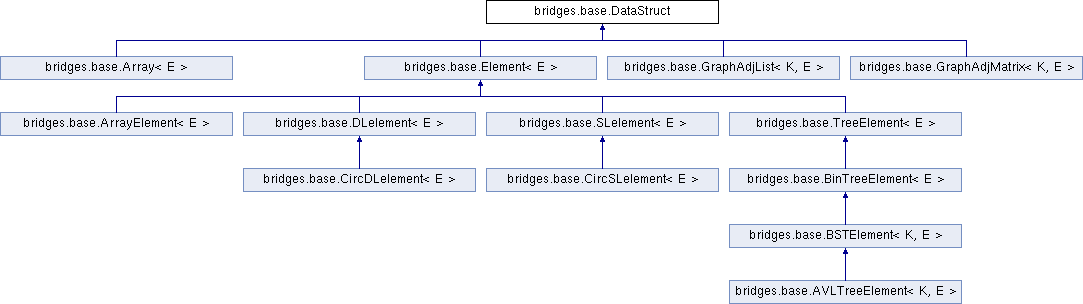 bridges.base.DataStruct
bridges.base.Array< E >
bridges.base.Element< E >
bridges.base.GraphAdjList< K, E >
bridges.base.GraphAdjMatrix< K, E >
bridges.base.ArrayElement< E >
bridges.base.DLelement< E >
bridges.base.SLelement< E >
bridges.base.TreeElement< E >
bridges.base.CircDLelement< E >
bridges.base.CircSLelement< E >
bridges.base.BinTreeElement< E >
bridges.base.BSTElement< K, E >
bridges.base.AVLTreeElement< K, E >